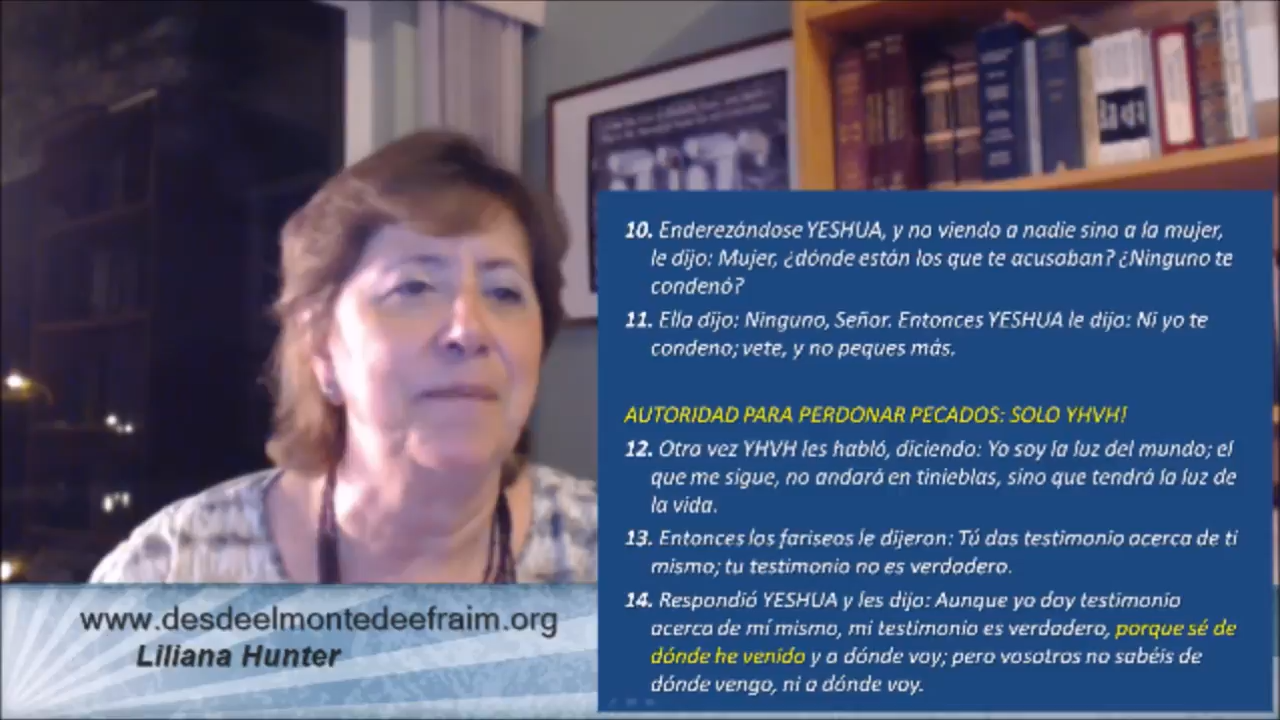 10. Enderezándose YESHUA, y no viendo a nadie sino a la mujer,
le dijo: Mujer, ¿dónde están los que te acusaban? ¿Ninguno te
condenó?
11. Ella dijo: Ninguno, Señor. Entonces YESHUA le dijo: Ni yo te
condeno; vete, y no peques más.
AUTORIDAD PARA PERDONAR PECADOS: SOLO YHVH!
12. Otra vez YHVH les habló, diciendo: Yo soy la luz del mundo; el
que me sigue, no andará en tinieblas, sino que tendrá la luz de
la vida.
13. Entonces los fariseos le dijeron: Tú das testimonio acerca de ti
mismo; tu testimonio no es verdadero.
14. Respondió YESHUA y les dijo: Aunque yo doy testimonio
acerca de mí mismo, mi testimonio es verdadero, porque sé de
dónde he venido y a dónde voy; pero vosotros no sabéis de
dónde vengo, ni a dónde voy.
www.desdeelmontedeefraim.org
Liliana Hunter